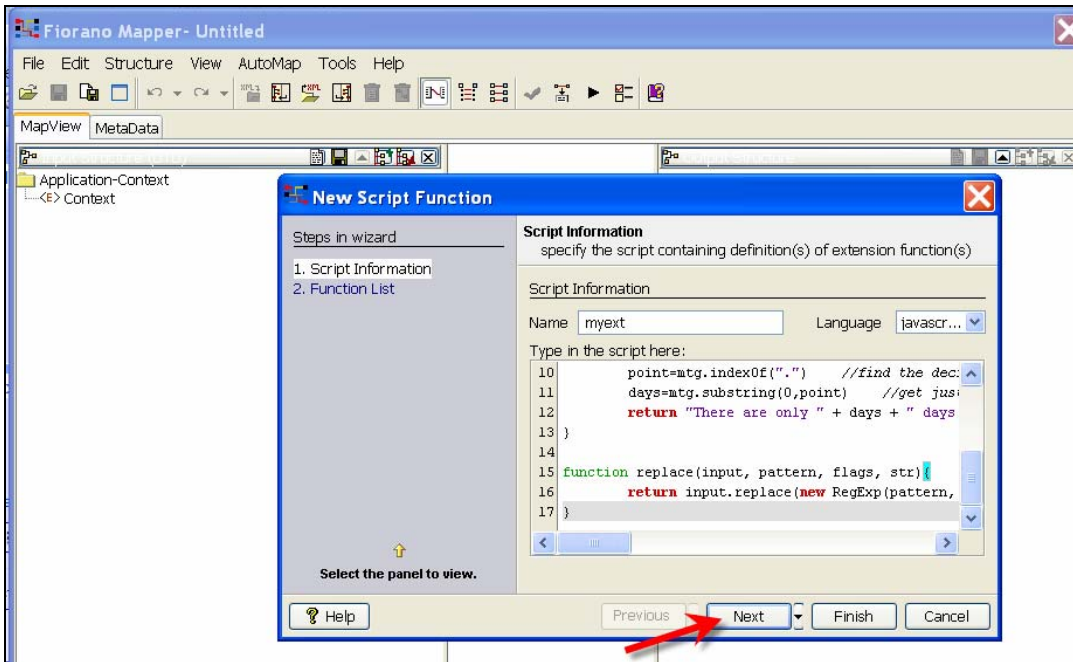 Fiorano Mapper- Untitled
File Edit Structure View AutoMap Tools Help
MapView MetaData
Application-Context
<E> Context
New Script Function
Steps in wizard
1. Script Information
2. Function List
Select the panel to view.
Script Information
specify the script containing definition(s) of extension function(s)
Script Information
Name myext Language javascr...
Type in the script here:
10 point=mtg.indexOf(".") //find the dec
11 days=mtg.substring(0,point) //get jus
12 return "There are only " + days + " days
13 }
14
15 function replace(input, pattern, flags, str){
16 return input.replace(new RegExp(pattern,
17 }
Help Previous Next Finish Cancel